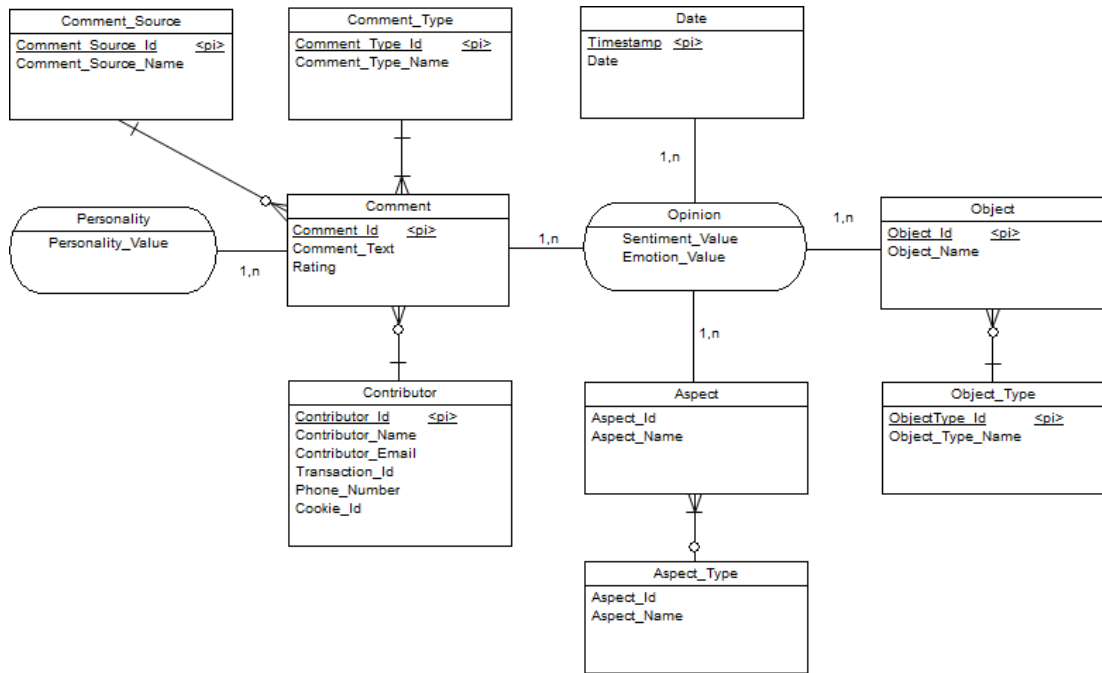 Comment_Source
Comment_Source_Id <pi>
Comment_Source_Name
Comment_Type
Comment_Type_Id <pi>
Comment_Type_Name
Date
Timestamp <pi>
Date
1,n
Personality
Personality_Value
1,n
Comment
Comment_Id <pi>
Comment_Text
Rating
1,n
Opinion
Sentiment_Value
Emotion_Value
1,n
Object
Object_Id <pi>
Object_Name
1,n
Contributor
Contributor_Id <pi>
Contributor_Name
Contributor_Email
Transaction_Id
Phone_Number
Cookie_Id
Aspect
Aspect_Id
Aspect_Name
Object_Type
ObjectType_Id <pi>
Object_Type_Name
Aspect_Type
Aspect_Id
Aspect_Name